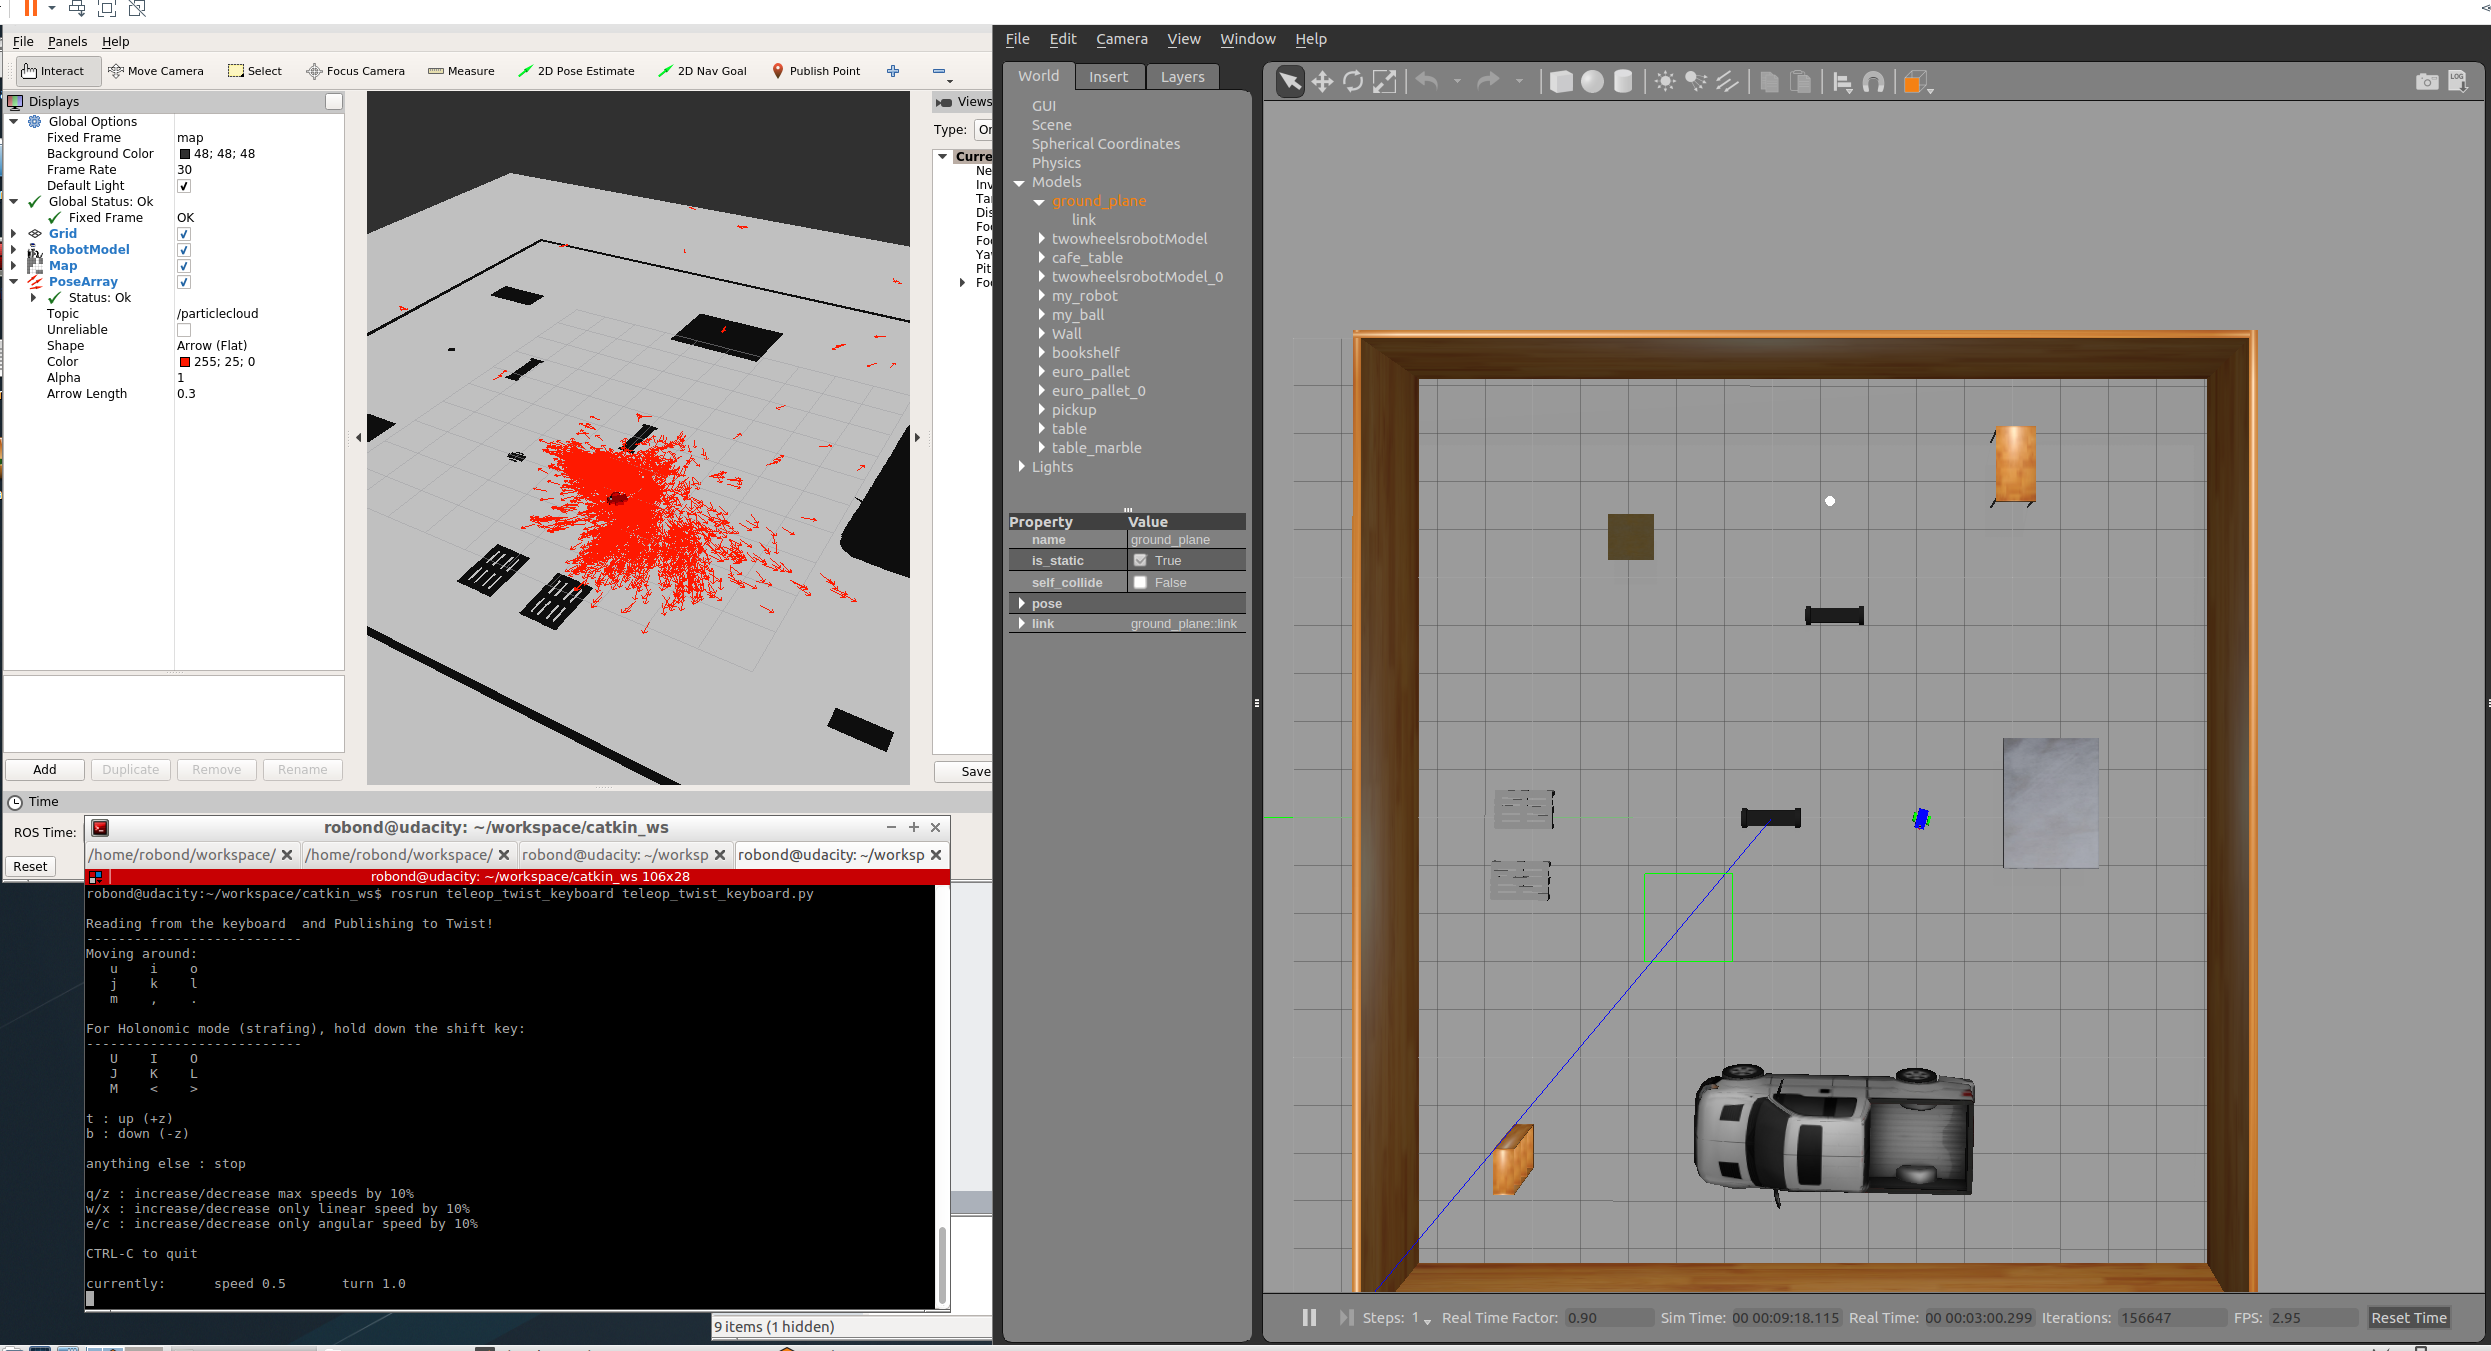 File Panels Help
Interact Move Camera Select Focus Camera Measure 2D Pose Estimate 2D Nav Goal Publish Point
Displays
Global Options
Fixed Frame map
Background Color 48; 48; 48
Frame Rate 30
Default Light
Global Status: Ok
Fixed Frame OK
Grid
RobotModel
Map
PoseArray
Status: Ok
Topic /particlecloud
Unreliable
Shape Arrow (Flat)
Color 255; 25; 0
Alpha 1
Arrow Length 0.3
Add Duplicate Remove Rename
Time
ROS Time:
Reset
Views
Type: Or
Curre
Ne
Inv
Tar
Dis
Foc
Foc
Ya
Pit
Foc
Save
robond@udacity: ~/workspace/catkin_ws
/home/robond/workspace/ /home/robond/workspace/ robond@udacity: ~/worksp robond@udacity: ~/worksp
robond@udacity: ~/workspace/catkin_ws 106x28
robond@udacity:~/workspace/catkin_ws$ rosrun teleop_twist_keyboard teleop_twist_keyboard.py
Reading from the keyboard  and Publishing to Twist!
---------------------------
Moving around:
u i o
j k l
m , .
For Holonomic mode (strafing), hold down the shift key:
---------------------------
U I O
J K L
M < >
t : up (+z)
b : down (-z)
anything else : stop
q/z : increase/decrease max speeds by 10%
w/x : increase/decrease only linear speed by 10%
e/c : increase/decrease only angular speed by 10%
CTRL-C to quit
currently: speed 0.5 turn 1.0
9 items (1 hidden)
File Edit Camera View Window Help
World Insert Layers
GUI
Scene
Spherical Coordinates
Physics
Models
ground_plane
link
twowheelsrobotModel
cafe_table
twowheelsrobotModel_0
my_robot
my_ball
Wall
bookshelf
euro_pallet
euro_pallet_0
pickup
table
table_marble
Lights
Property Value
name ground_plane
is_static True
self_collide False
pose
link ground_plane::link
LOG
Steps: 1 Real Time Factor: 0.90 Sim Time: 00 00:09:18.115 Real Time: 00 00:03:00.299 Iterations: 156647 FPS: 2.95 Reset Time